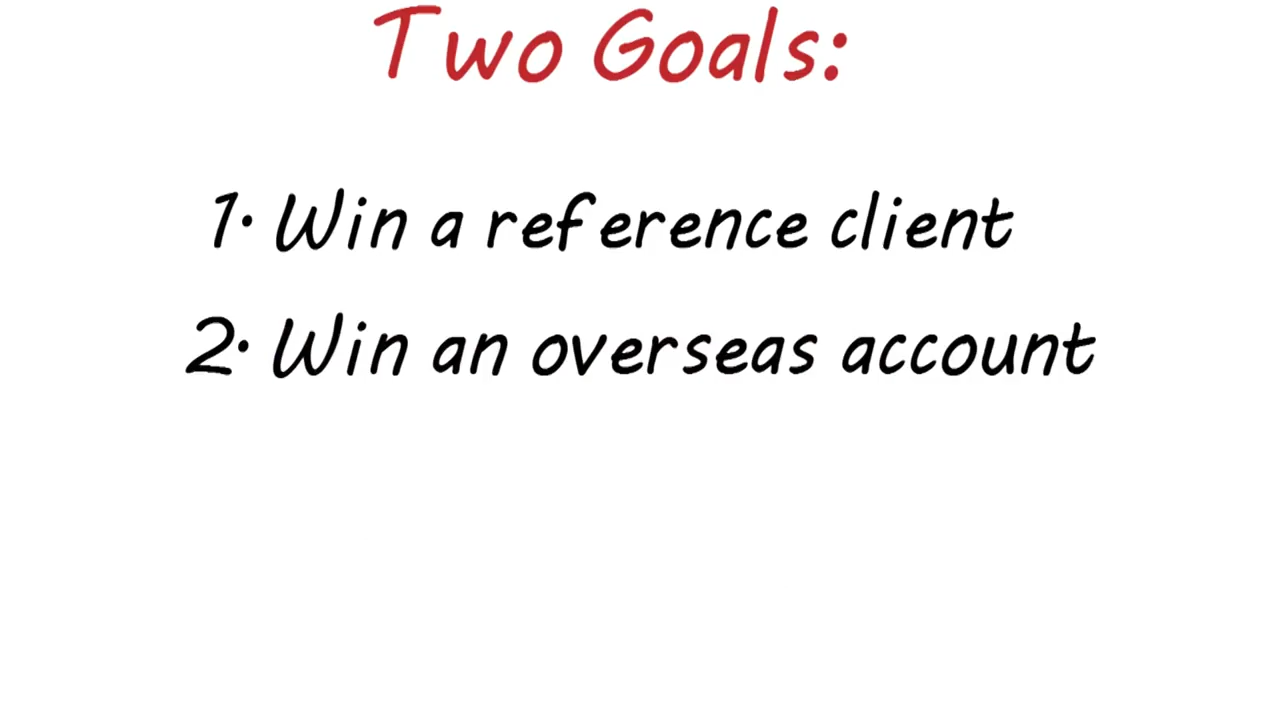 Two Goals:
1. Win a reference client
2. Win an overseas account